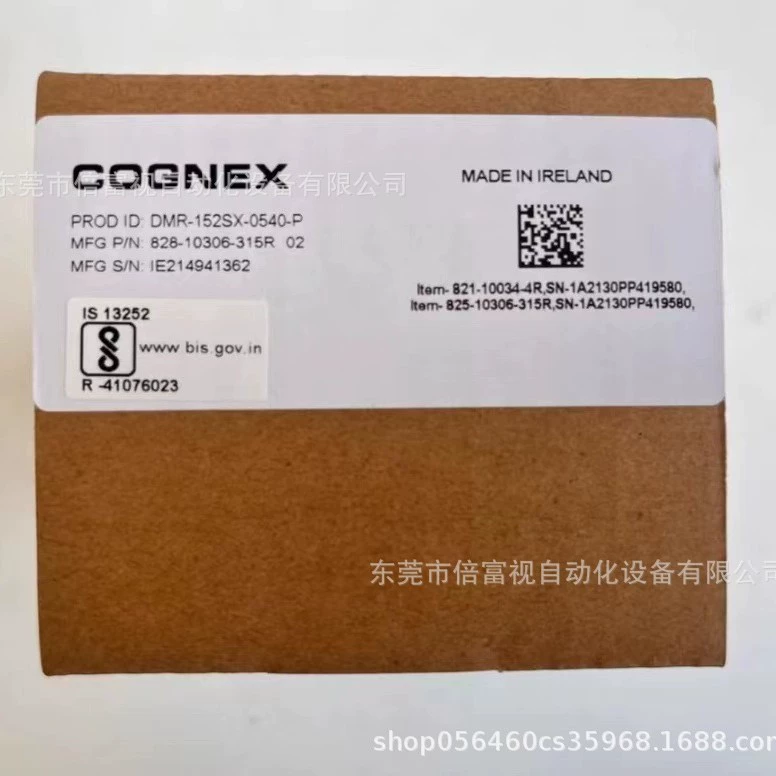 COGNEX
东莞市倍富视自动化设备有限公司
MADE IN IRELAND
PROD ID: DMR-152SX-0540-P
MFG P/N: 828-10306-315R 02
MFG S/N: IE214941362
Item- 821-10034-4R,SN-1A2130PP419580,
Item- 825-10306-315R,SN-1A2130PP419580,
IS 13252
www.bis.gov.in
R -41076023
东莞市倍富视自动化设备有限公司
shop056460cs35968.1688.com